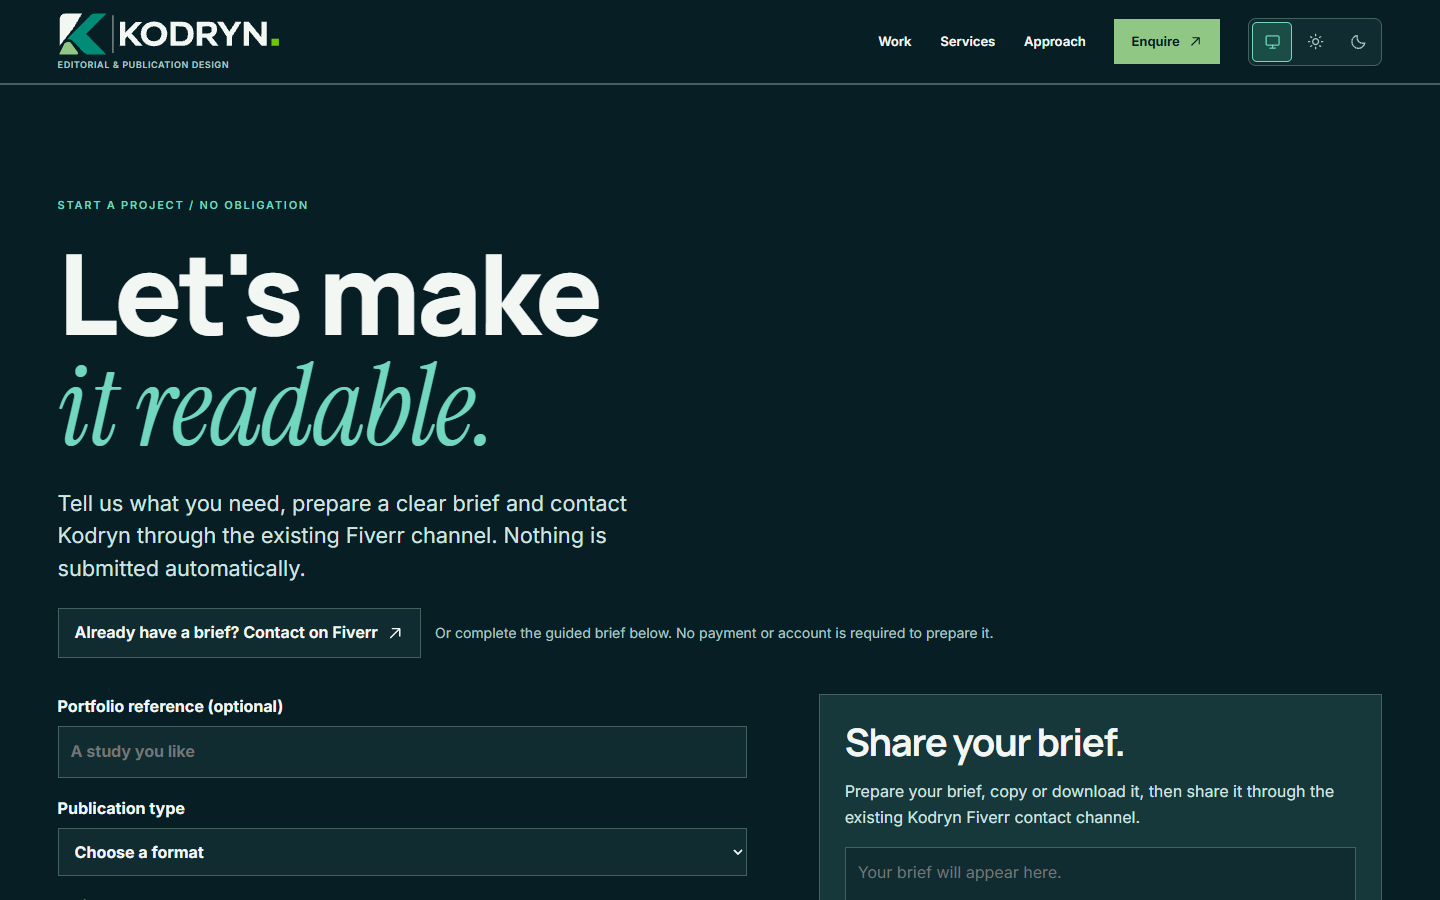 KODRYN.
EDITORIAL & PUBLICATION DESIGN
Work
Services
Approach
Enquire
START A PROJECT / NO OBLIGATION
Let's make
it readable.
Tell us what you need, prepare a clear brief and contact
Kodryn through the existing Fiverr channel. Nothing is
submitted automatically.
Already have a brief? Contact on Fiverr
Or complete the guided brief below. No payment or account is required to prepare it.
Portfolio reference (optional)
A study you like
Publication type
Choose a format
Share your brief.
Prepare your brief, copy or download it, then share it through the
existing Kodryn Fiverr contact channel.
Your brief will appear here.